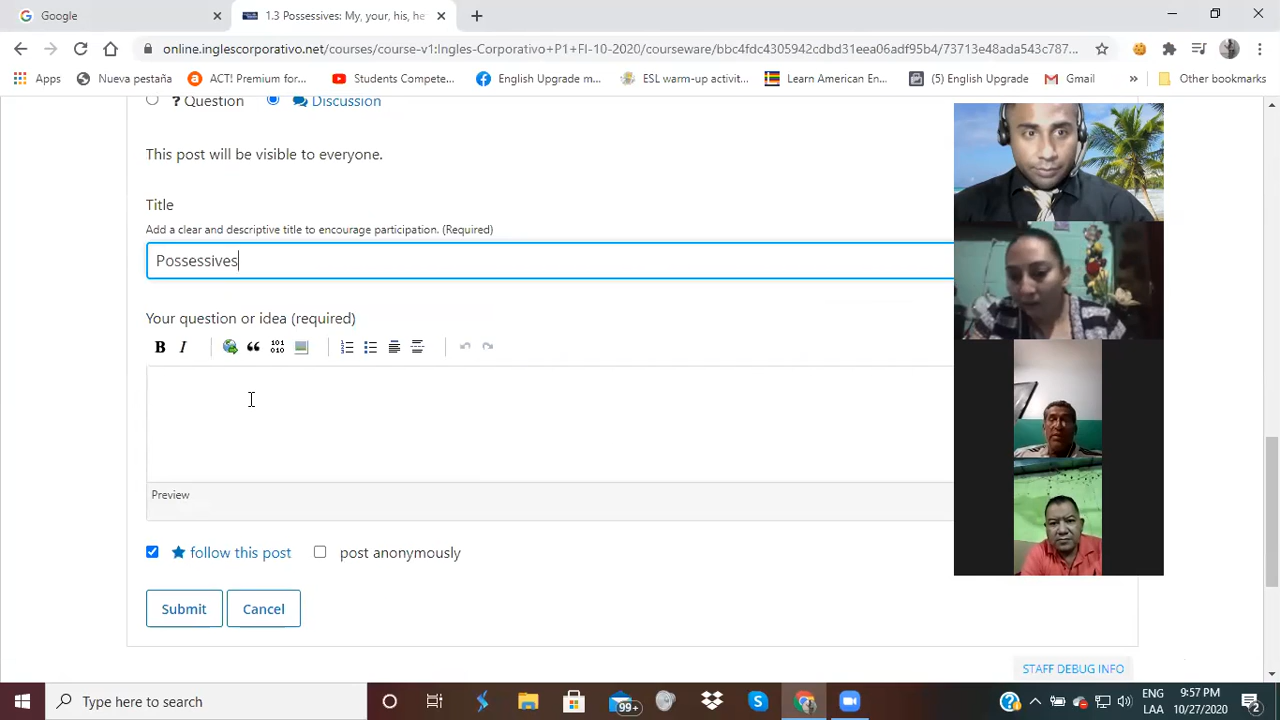 Google
1.3 Possessives: My, your, his, he
online.inglescorporativo.net/courses/course-v1:Ingles-Corporativo+P1+FI-10-2020/courseware/bbc4fdc4305942cdbd31eea06adf95b4/73713e48ada543c787...
Apps Nueva pestaña ACT! Premium for... Students Compete... English Upgrade m... ESL warm-up activit... Learn American En... (5) English Upgrade Gmail » Other bookmarks
? Question Discussion
This post will be visible to everyone.
Title
Add a clear and descriptive title to encourage participation. (Required)
Possessives
Your question or idea (required)
B I
Preview
follow this post post anonymously
Submit Cancel
STAFF DEBUG INFO
Type here to search
99+
ENG 9:57 PM
LAA 10/27/2020
2